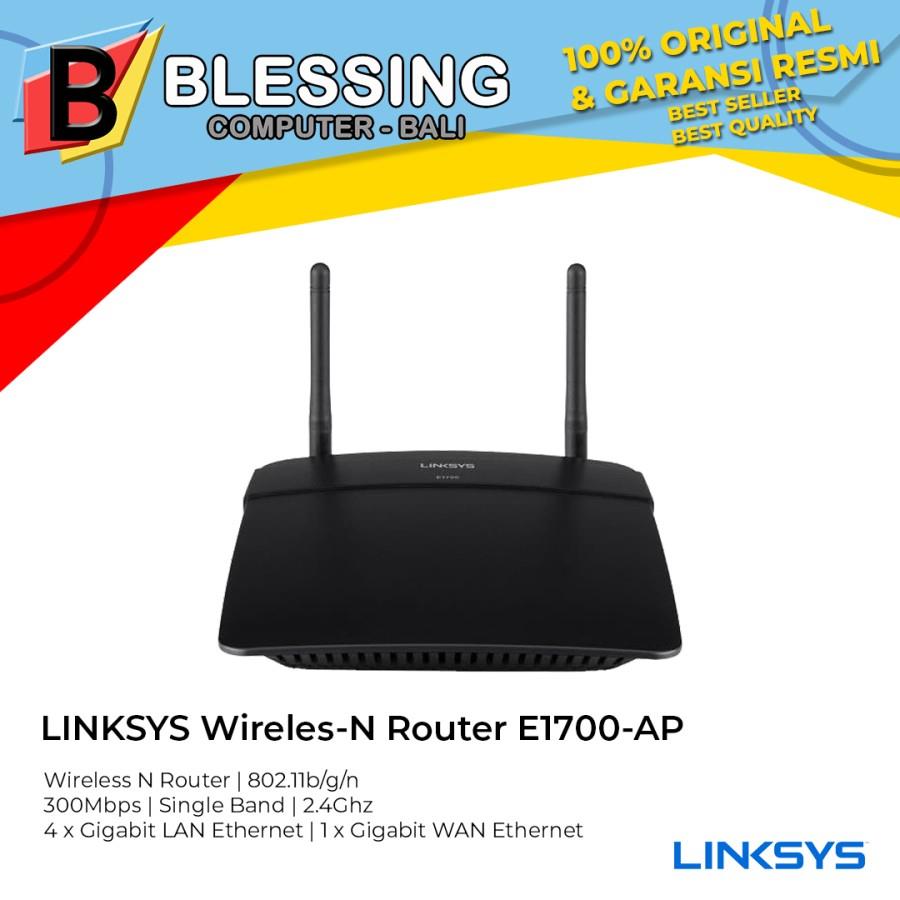 B BLESSING
COMPUTER - BALI
100% ORIGINAL
& GARANSI RESMI
BEST SELLER
BEST QUALITY
LINKSYS
E1700
LINKSYS Wireles-N Router E1700-AP
Wireless N Router | 802.11b/g/n
300Mbps | Single Band | 2.4Ghz
4 x Gigabit LAN Ethernet | 1 x Gigabit WAN Ethernet
LINKSYS